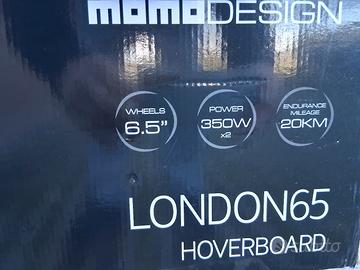 momoDESIGN
WHEELS
6.5"
POWER
350W
x2
ENDURANCE
MILEAGE
20KM
LONDON65
HOVERBOARD